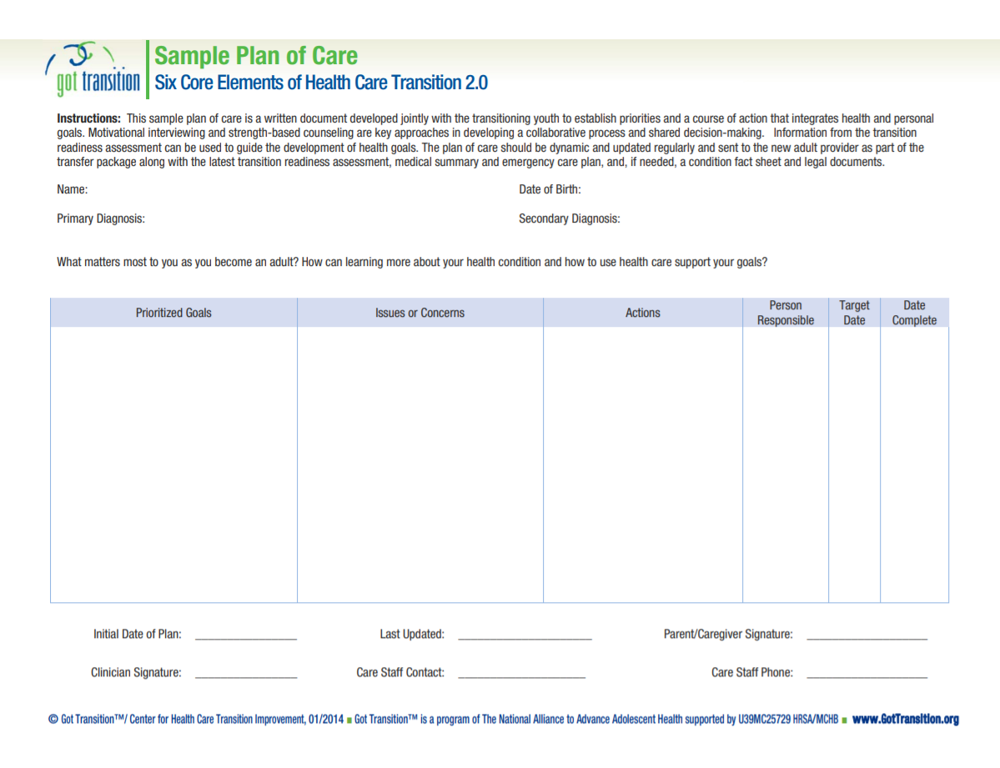 got transition
Sample Plan of Care
Six Core Elements of Health Care Transition 2.0
Instructions: This sample plan of care is a written document developed jointly with the transitioning youth to establish priorities and a course of action that integrates health and personal
goals. Motivational interviewing and strength-based counseling are key approaches in developing a collaborative process and shared decision-making. Information from the transition
readiness assessment can be used to guide the development of health goals. The plan of care should be dynamic and updated regularly and sent to the new adult provider as part of the
transfer package along with the latest transition readiness assessment, medical summary and emergency care plan, and, if needed, a condition fact sheet and legal documents.
Name: Date of Birth:
Primary Diagnosis: Secondary Diagnosis:
What matters most to you as you become an adult? How can learning more about your health condition and how to use health care support your goals?
Prioritized Goals Issues or Concerns Actions Person Responsible Target Date Date Complete
Initial Date of Plan: ________________ Last Updated: ____________________ Parent/Caregiver Signature: __________________
Clinician Signature: ________________ Care Staff Contact: ____________________ Care Staff Phone: __________________
© Got Transition™/ Center for Health Care Transition Improvement, 01/2014 ■ Got Transition™ is a program of The National Alliance to Advance Adolescent Health supported by U39MC25729 HRSA/MCHB ■ www.GotTransition.org